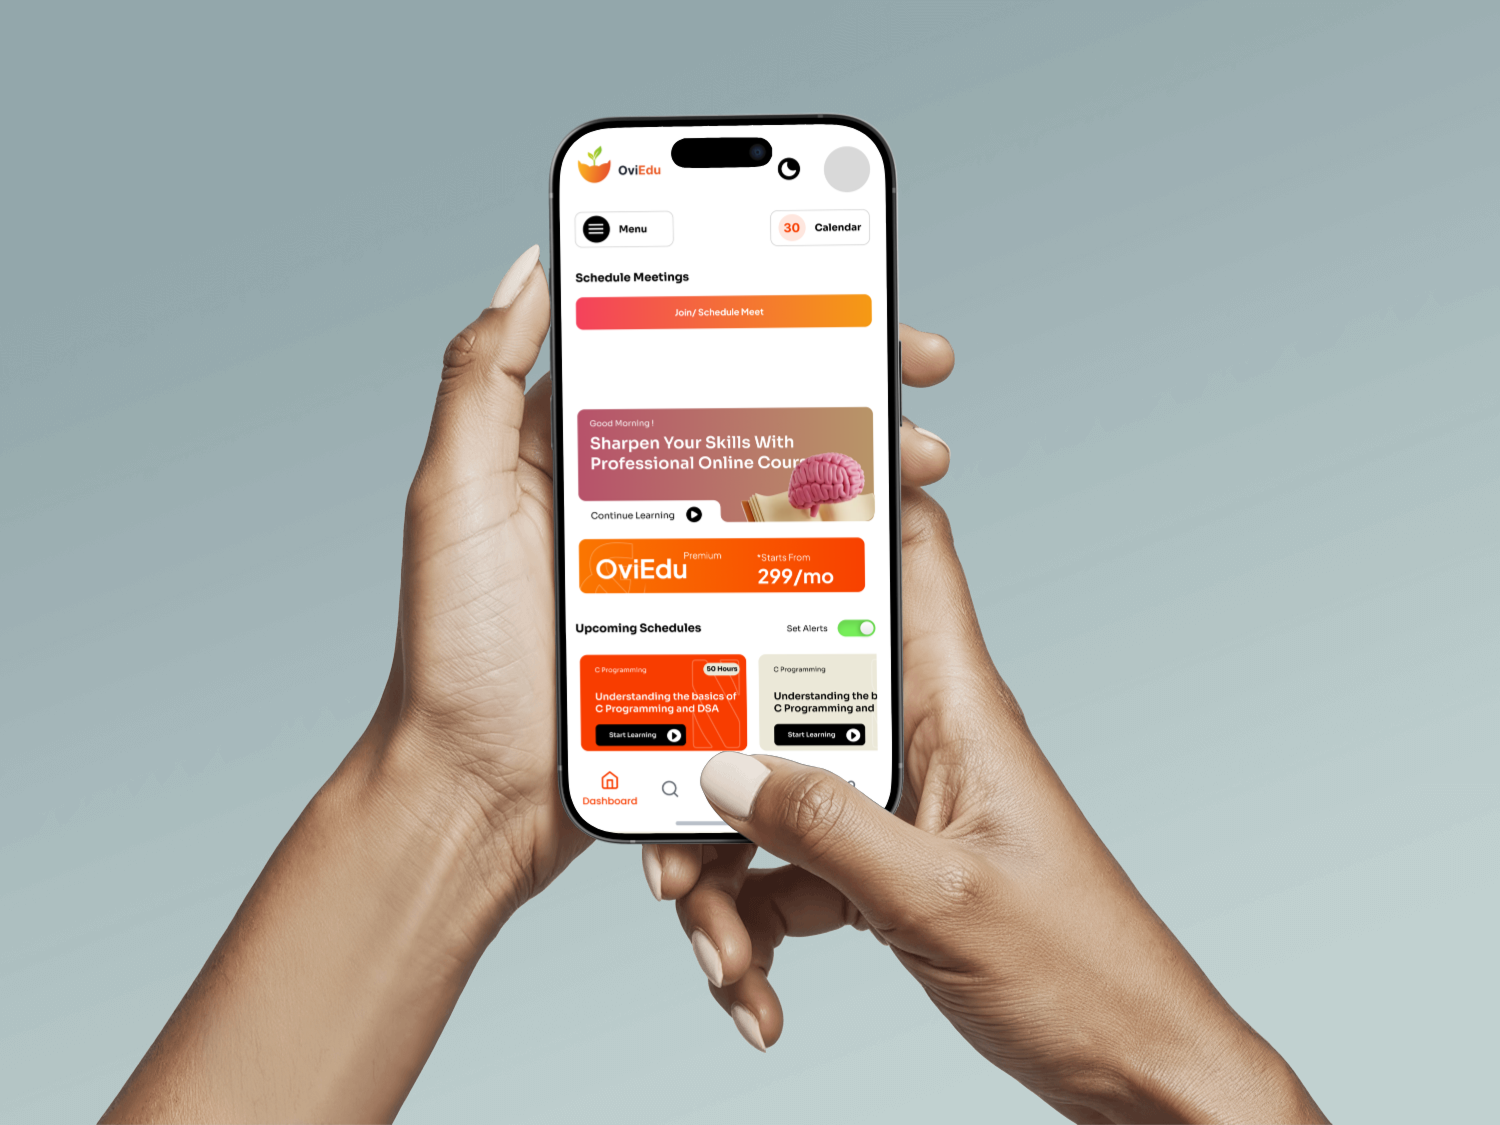 OviEdu
Menu
30 Calendar
Schedule Meetings
Join/ Schedule Meet
Good Morning !
Sharpen Your Skills With
Professional Online
Continue Learning
OviEdu Premium
*Starts From
299/mo
Upcoming Schedules
Set Alerts
C Programming
50 Hours
Understanding the basics of
C Programming and DSA
Start Learning
C Programming
Understanding the b
C Programming and
Start Learning
Dashboard